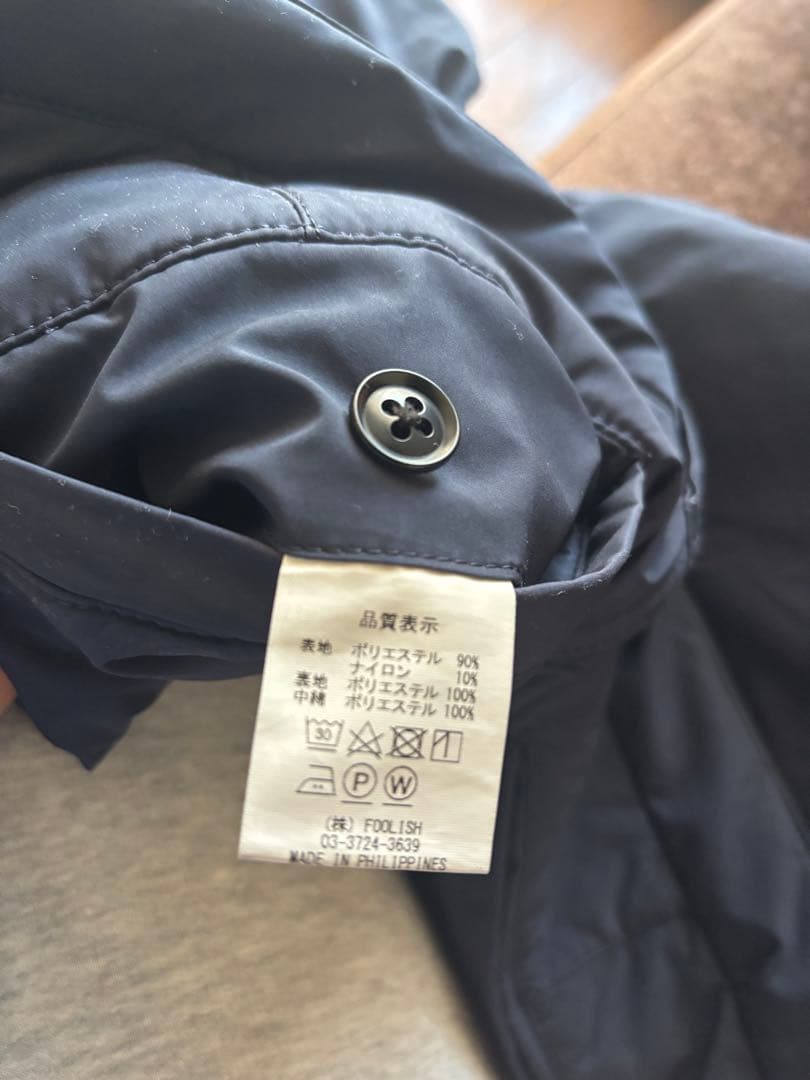 品質表示
表地 ポリエステル 90%
ナイロン 10%
表地 ポリエステル 100%
中綿 ポリエステル 100%
30
P W
(株) FOOLISH
03-3724-3639
MADE IN PHILIPPINES